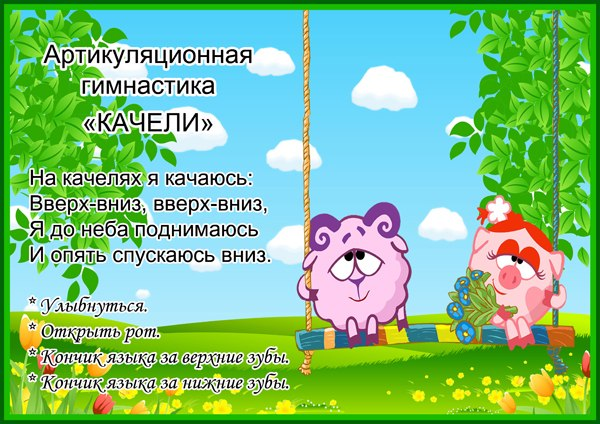 Артикуляционная
гимнастика
«КАЧЕЛИ»
На качелях я качаюсь:
Вверх-вниз, вверх-вниз,
Я до неба поднимаюсь
И опять спускаюсь вниз.
* Улыбнуться.
* Открыть рот.
* Кончик языка за верхние зубы.
* Кончик языка за нижние зубы.